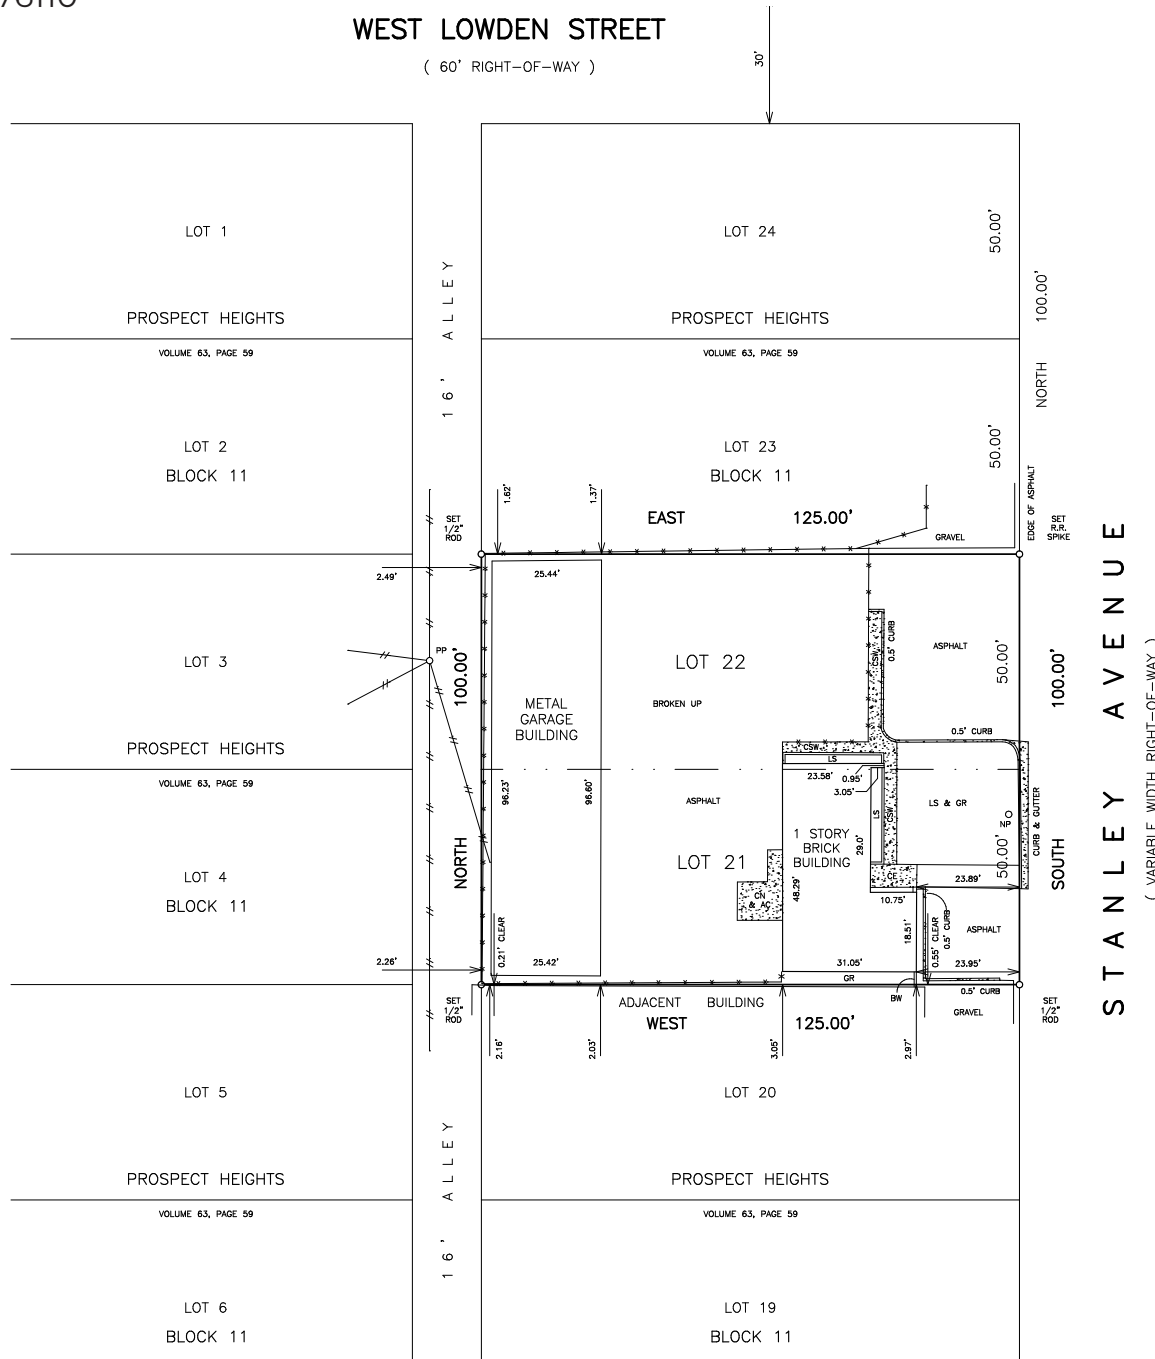 WEST LOWDEN STREET
( 60' RIGHT-OF-WAY )
30'
LOT 1
PROSPECT HEIGHTS
VOLUME 63, PAGE 59
LOT 2
BLOCK 11
16' ALLEY
LOT 24
50.00'
PROSPECT HEIGHTS
VOLUME 63, PAGE 59
LOT 23
BLOCK 11
50.00'
100.00'
NORTH
EDGE OF ASPHALT
SET
R.R.
SPIKE
SET
1/2"
ROD
1.62'
1.37'
EAST 125.00'
GRAVEL
2.49'
25.44'
PP
LOT 3
PROSPECT HEIGHTS
VOLUME 63, PAGE 59
LOT 4
BLOCK 11
100.00'
NORTH
METAL
GARAGE
BUILDING
96.23'
96.60'
LOT 22
BROKEN UP
ASPHALT
LOT 21
CSW
0.5' CURB
ASPHALT
50.00'
0.5' CURB
CSW
LS
23.58'
0.95'
3.05'
LS
CSW
LS & GR
NP
50.00'
CURB & GUTTER
100.00'
SOUTH
1 STORY
BRICK
BUILDING
29.0'
48.29'
CN
& AC
CE
10.75'
23.89'
18.51'
0.55' CLEAR
0.5' CURB
ASPHALT
23.95'
31.05'
GR
BW
0.5' CURB
GRAVEL
2.26'
0.21' CLEAR
25.42'
SET
1/2"
ROD
ADJACENT BUILDING
WEST 125.00'
SET
1/2"
ROD
2.16'
2.03'
3.05'
2.97'
STANLEY AVENUE
( VARIABLE WIDTH RIGHT-OF-WAY )
LOT 5
PROSPECT HEIGHTS
VOLUME 63, PAGE 59
LOT 6
BLOCK 11
16' ALLEY
LOT 20
PROSPECT HEIGHTS
VOLUME 63, PAGE 59
LOT 19
BLOCK 11